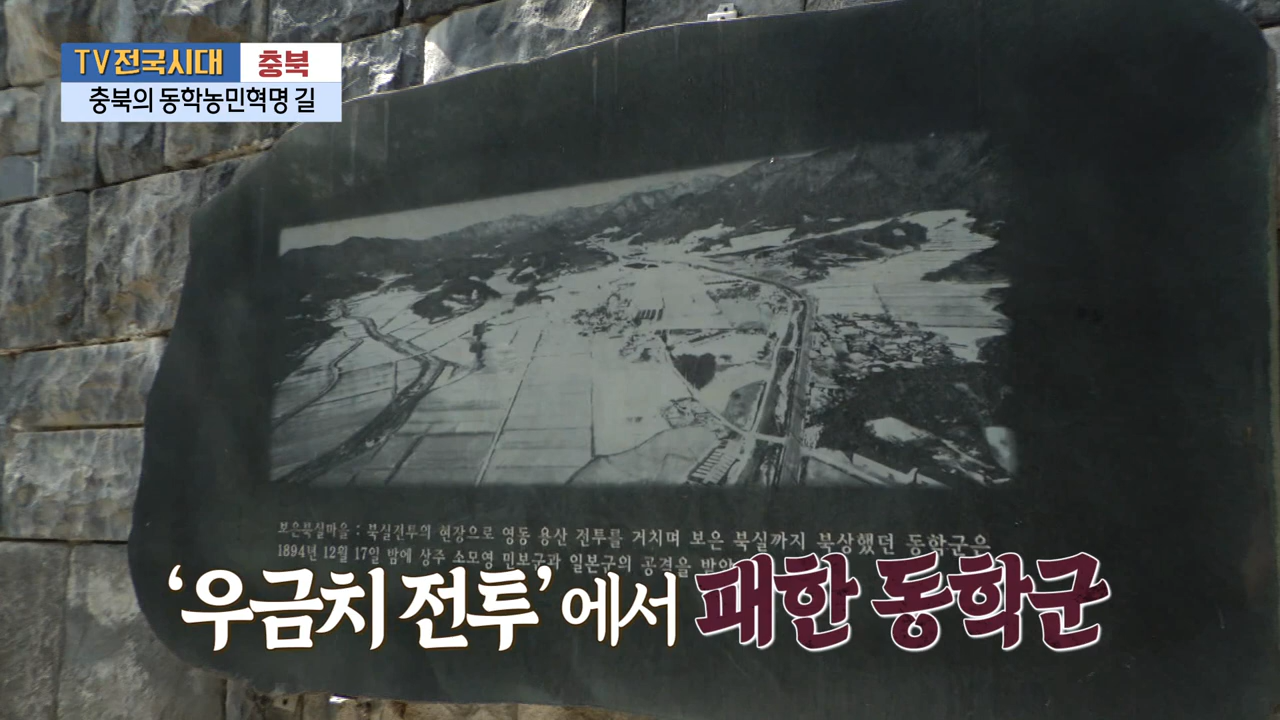 TV전국시대 충북
충북의 동학농민혁명 길
보은북실마을 : 북실전투의 현장으로 영동 용산 전투를 거치며 보은 북실까지 북상했던 동학군은
1894년 12월 17일 밤에 상주 소모영 민보군과 일본군의 공격을
‘우금치 전투’에서 패한 동학군